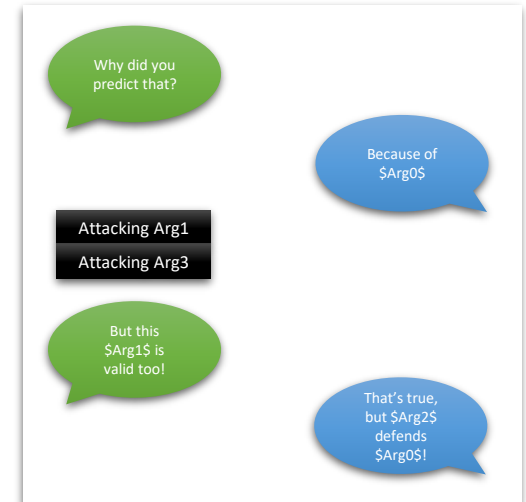 Why did you
predict that?
Because of
$Arg0$
Attacking Arg1
Attacking Arg3
But this
$Arg1$ is
valid too!
That's true,
but $Arg2$
defends
$Arg0$!